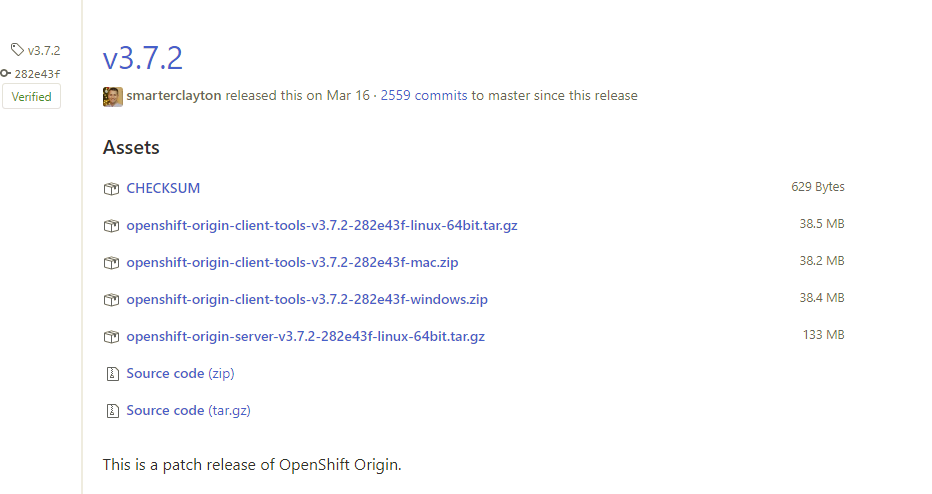 v3.7.2
282e43f
Verified
v3.7.2
smarterclayton released this on Mar 16 · 2559 commits to master since this release
Assets
CHECKSUM 629 Bytes
openshift-origin-client-tools-v3.7.2-282e43f-linux-64bit.tar.gz 38.5 MB
openshift-origin-client-tools-v3.7.2-282e43f-mac.zip 38.2 MB
openshift-origin-client-tools-v3.7.2-282e43f-windows.zip 38.4 MB
openshift-origin-server-v3.7.2-282e43f-linux-64bit.tar.gz 133 MB
Source code (zip)
Source code (tar.gz)
This is a patch release of OpenShift Origin.